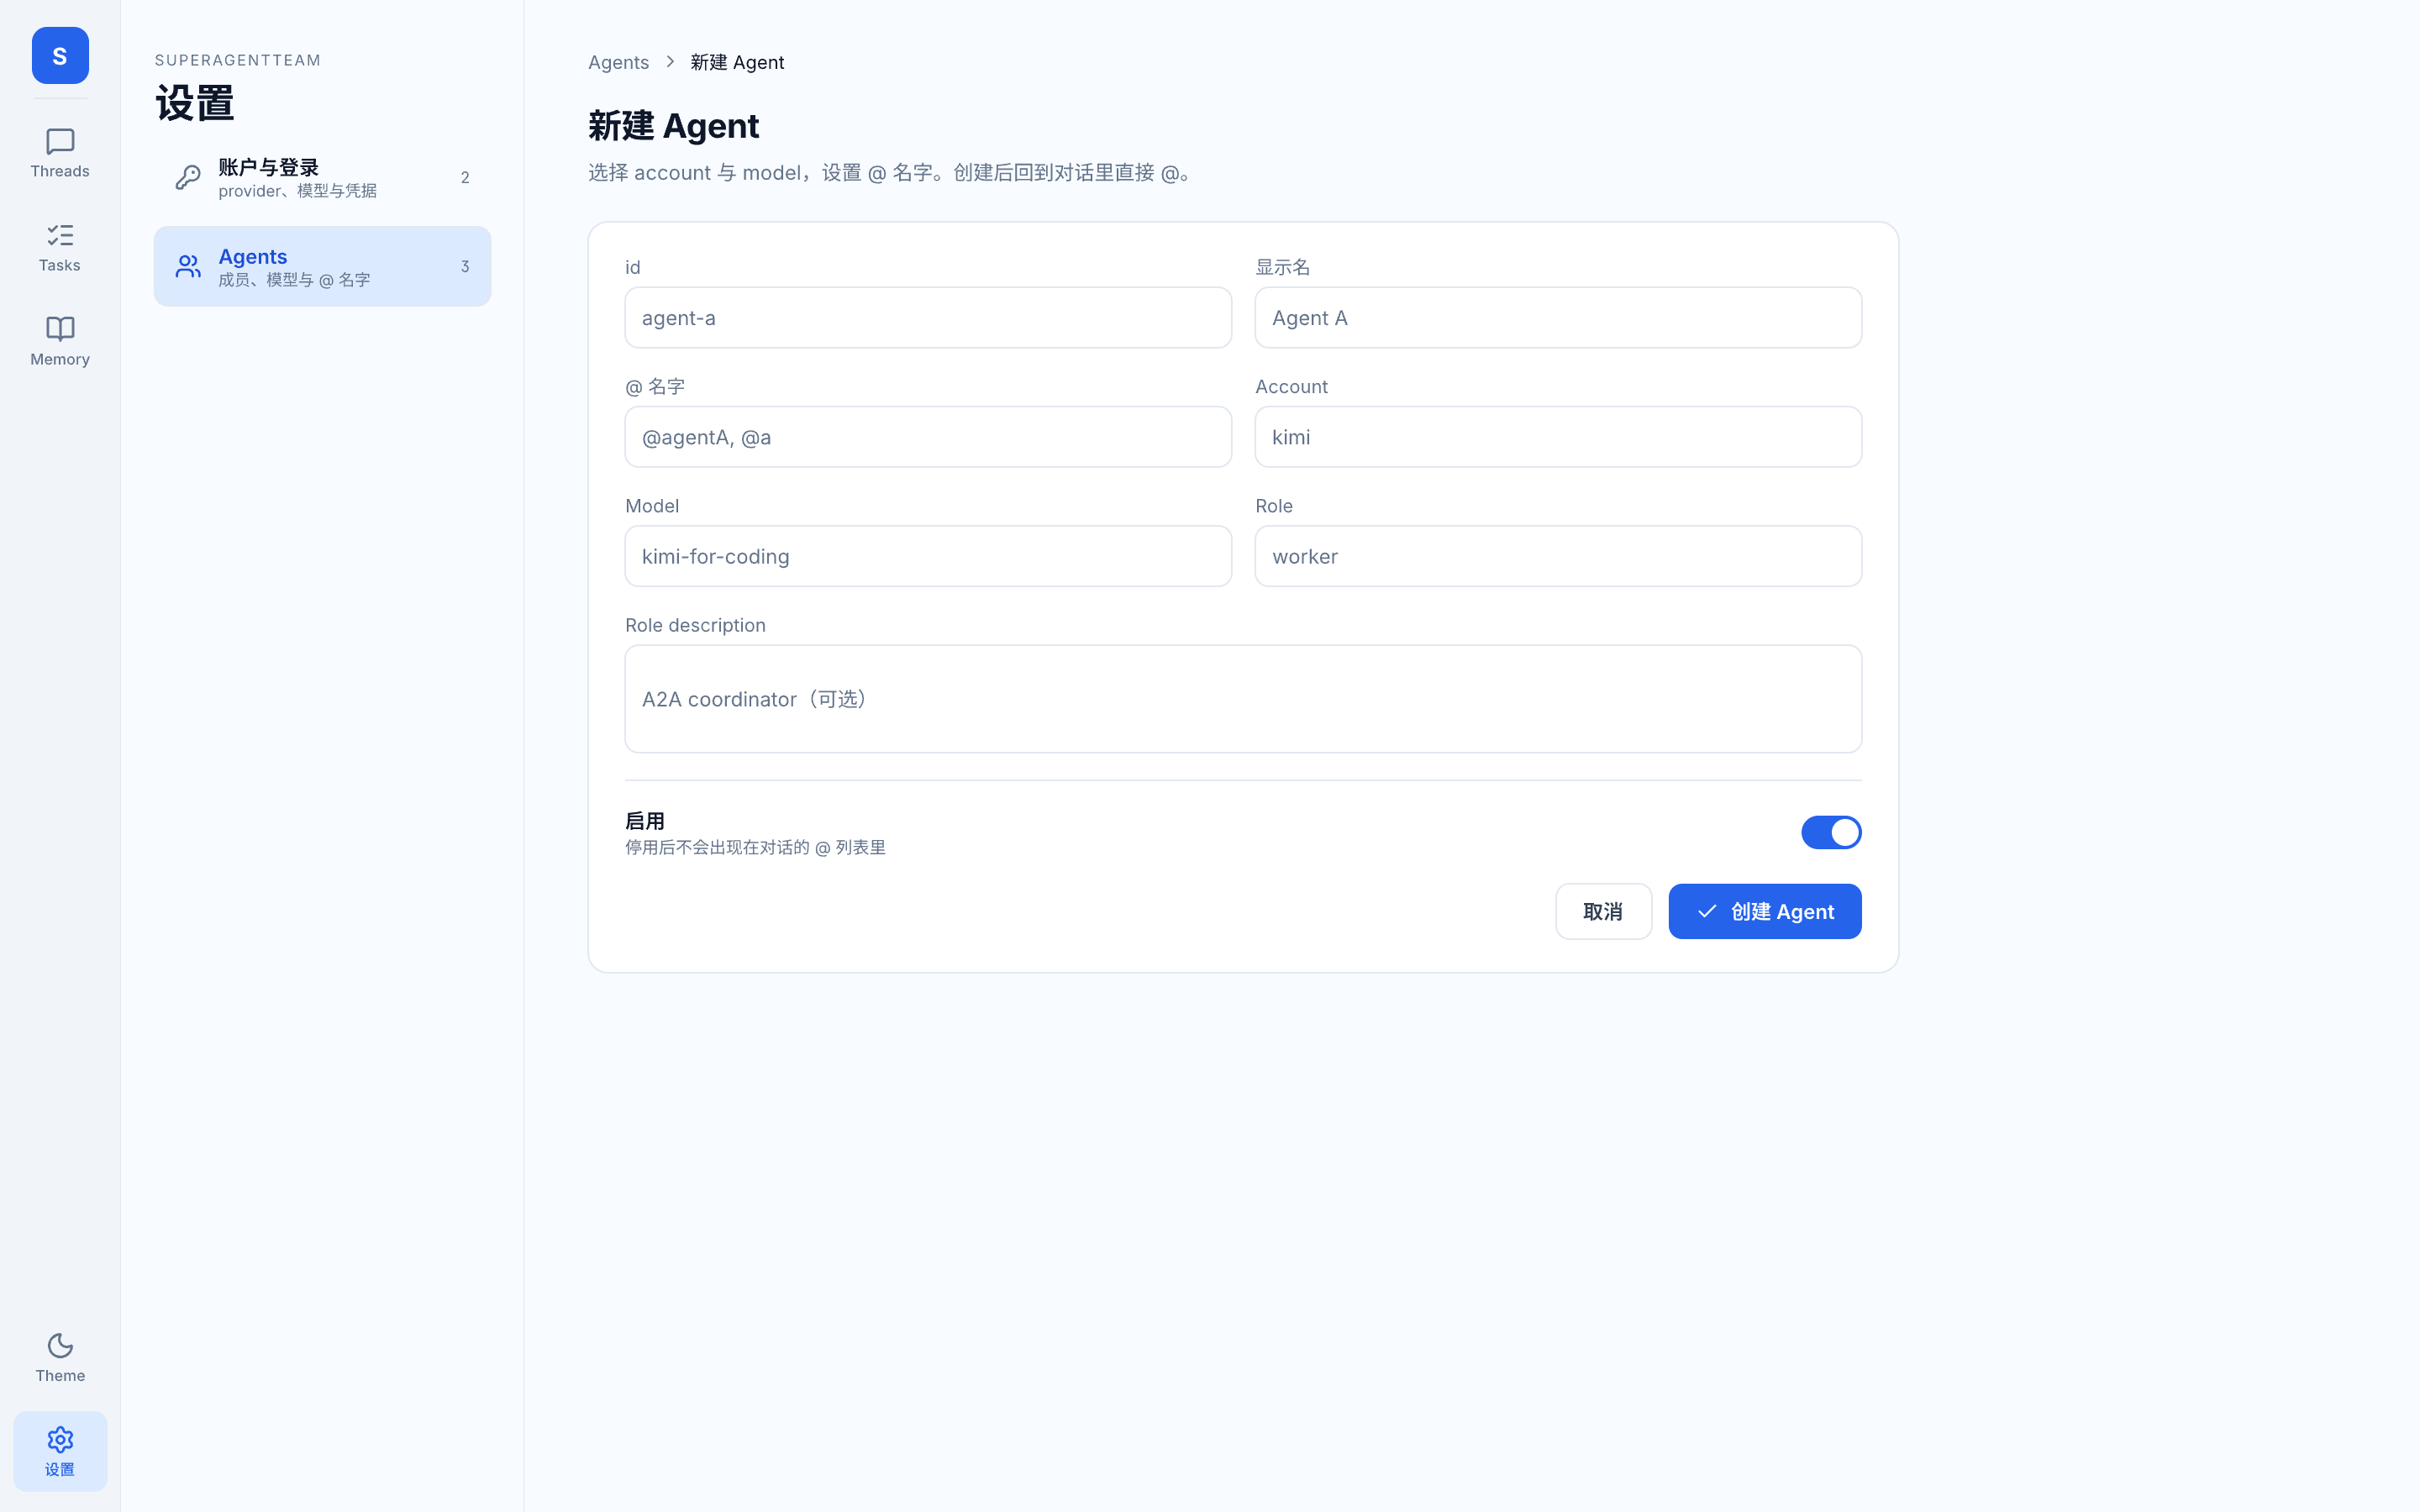 S
Threads
Tasks
Memory
Theme
设置
SUPERAGENTTEAM
设置
账户与登录
provider、模型与凭据
2
Agents
成员、模型与 @ 名字
3
Agents > 新建 Agent
新建 Agent
选择 account 与 model，设置 @ 名字。创建后回到对话里直接 @。
id
agent-a
显示名
Agent A
@ 名字
@agentA, @a
Account
kimi
Model
kimi-for-coding
Role
worker
Role description
A2A coordinator（可选）
启用
停用后不会出现在对话的 @ 列表里
取消
创建 Agent